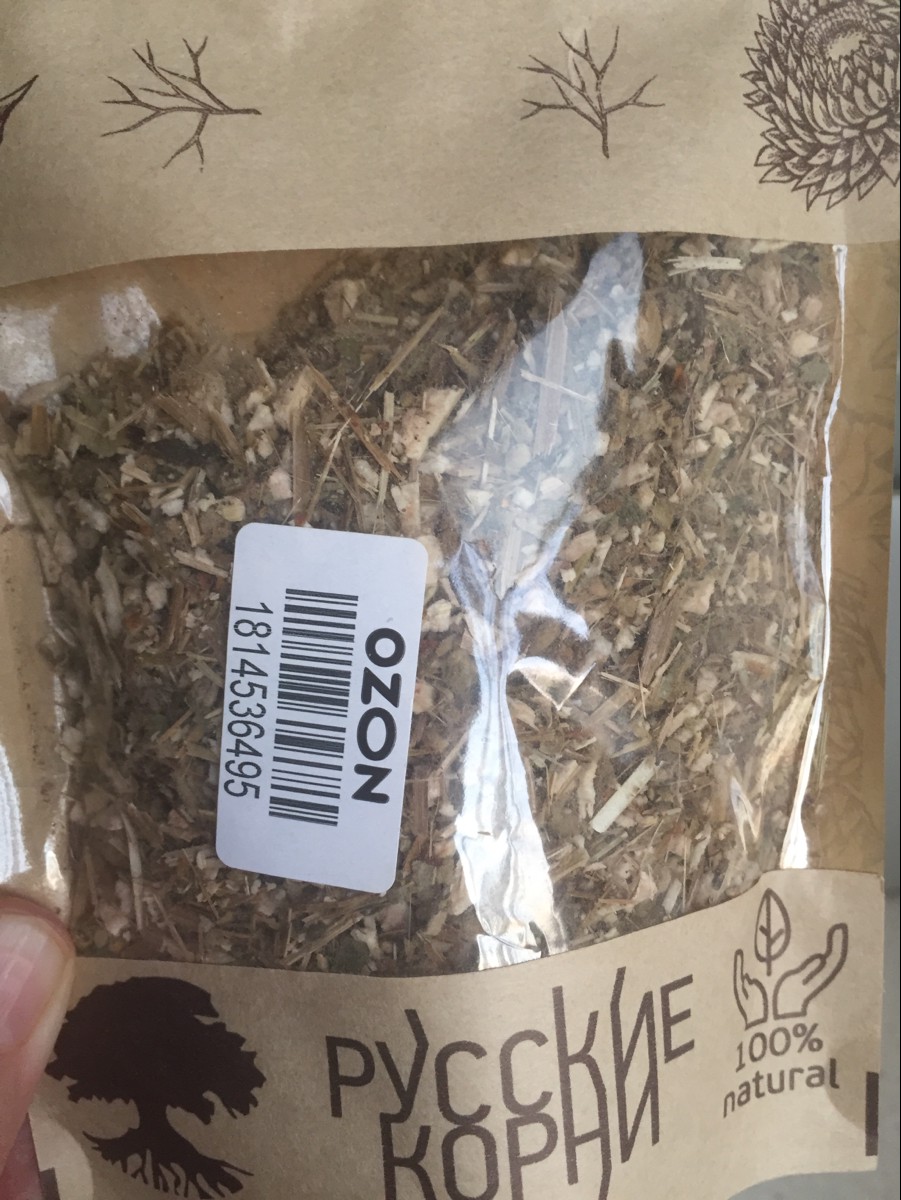 OZON
1814536495
РУССКИЕ
КОРНИ
100%
natural